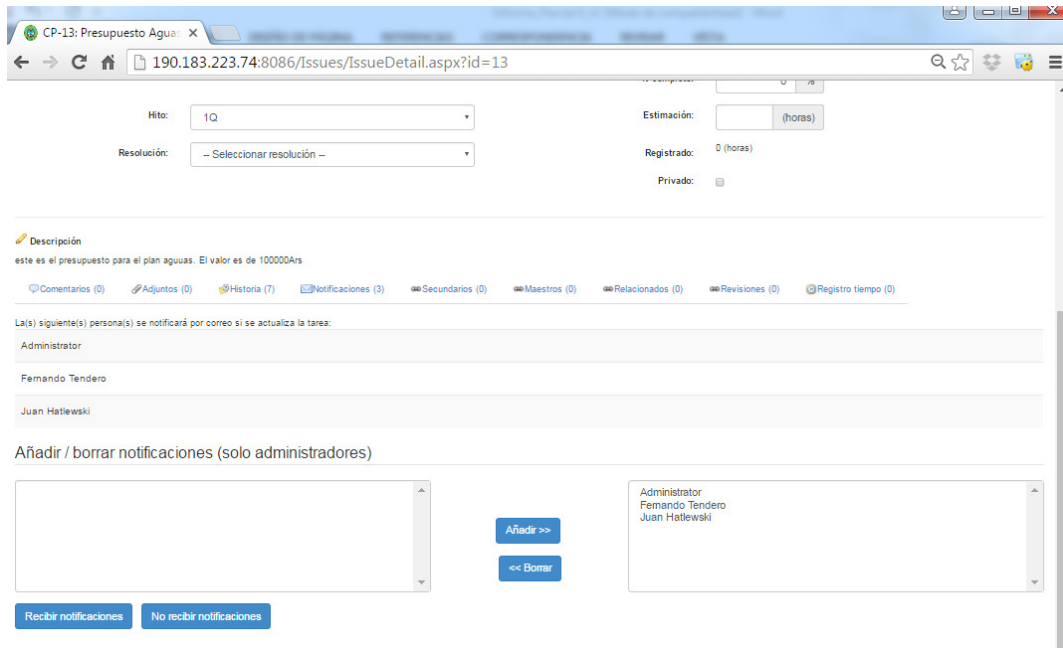 CP-13: Presupuesto Agua
190.183.223.74:8086/Issues/IssueDetail.aspx?id=13
0 %
Hito: 1Q Estimación: (horas)
Resolución: -- Seleccionar resolución -- Registrado: 0 (horas)
Privado:
Descripción
este es el presupuesto para el plan aguuas. El valor es de 100000Ars
Comentarios (0) Adjuntos (0) Historia (7) Notificaciones (3) Secundarios (0) Maestros (0) Relacionados (0) Revisiones (0) Registro tiempo (0)
La(s) siguiente(s) persona(s) se notificará por correo si se actualiza la tarea:
Administrator
Fernando Tendero
Juan Hatlewski
Añadir / borrar notificaciones (solo administradores)
Administrator
Fernando Tendero
Juan Hatlewski
Añadir >>
<< Borrar
Recibir notificaciones No recibir notificaciones